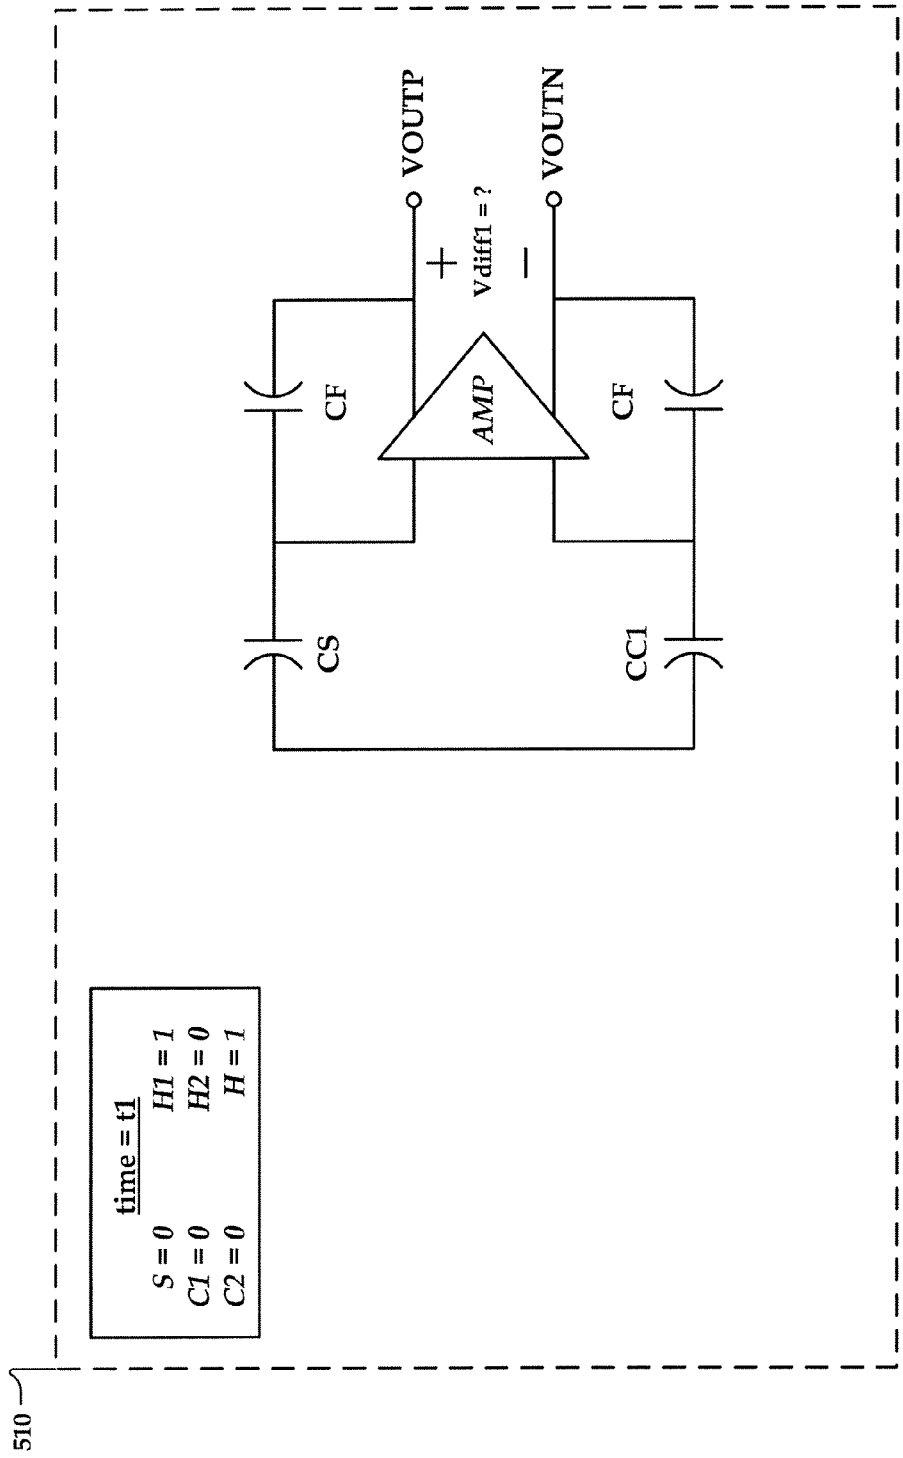 510
time = t1
S = 0 H1 = 1
C1 = 0 H2 = 0
C2 = 0 H = 1
CS
CF
VOUTP
AMP
+
Vdiff1 = ?
−
CC1
CF
VOUTN